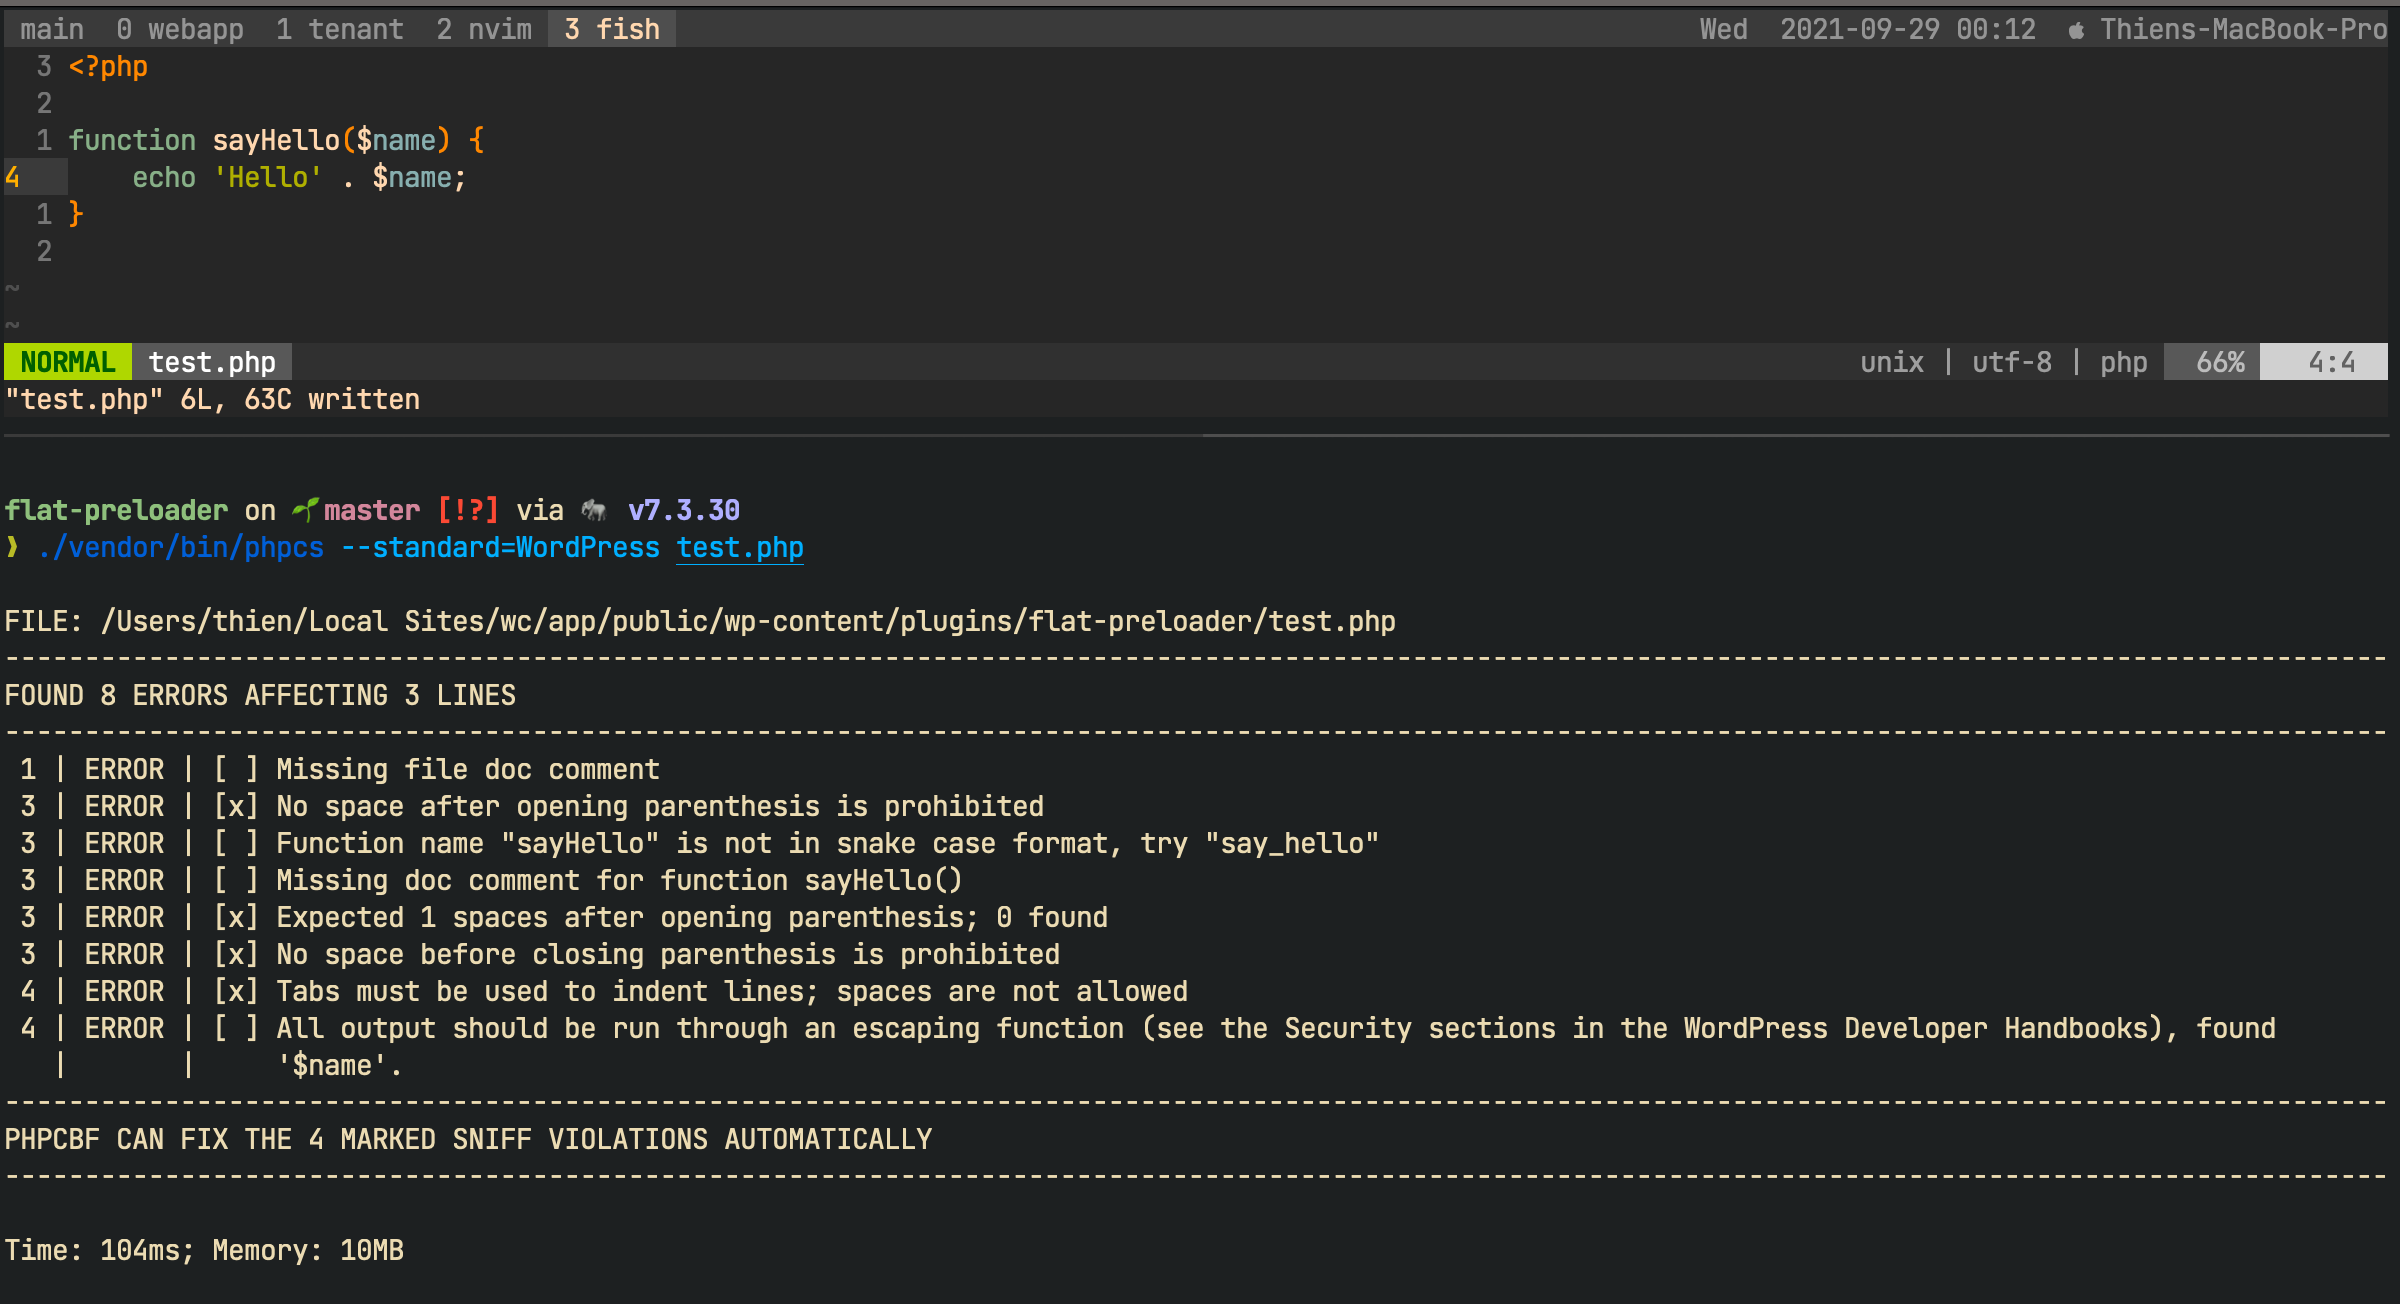 main  0 webapp  1 tenant  2 nvim  3 fish  Wed  2021-09-29 00:12  Thiens-MacBook-Pro
  3 <?php
  2
  1 function sayHello($name) {
4       echo 'Hello' . $name;
  1 }
  2
~
~
NORMAL  test.php  unix | utf-8 | php  66%  4:4
"test.php" 6L, 63C written
flat-preloader on master [!?] via v7.3.30
❯ ./vendor/bin/phpcs --standard=WordPress test.php
FILE: /Users/thien/Local Sites/wc/app/public/wp-content/plugins/flat-preloader/test.php
-----------------------------------------------------------------------------------------------------------------------------------------------------
FOUND 8 ERRORS AFFECTING 3 LINES
-----------------------------------------------------------------------------------------------------------------------------------------------------
 1 | ERROR | [ ] Missing file doc comment
 3 | ERROR | [x] No space after opening parenthesis is prohibited
 3 | ERROR | [ ] Function name "sayHello" is not in snake case format, try "say_hello"
 3 | ERROR | [ ] Missing doc comment for function sayHello()
 3 | ERROR | [x] Expected 1 spaces after opening parenthesis; 0 found
 3 | ERROR | [x] No space before closing parenthesis is prohibited
 4 | ERROR | [x] Tabs must be used to indent lines; spaces are not allowed
 4 | ERROR | [ ] All output should be run through an escaping function (see the Security sections in the WordPress Developer Handbooks), found
   |       |     '$name'.
-----------------------------------------------------------------------------------------------------------------------------------------------------
PHPCBF CAN FIX THE 4 MARKED SNIFF VIOLATIONS AUTOMATICALLY
-----------------------------------------------------------------------------------------------------------------------------------------------------
Time: 104ms; Memory: 10MB